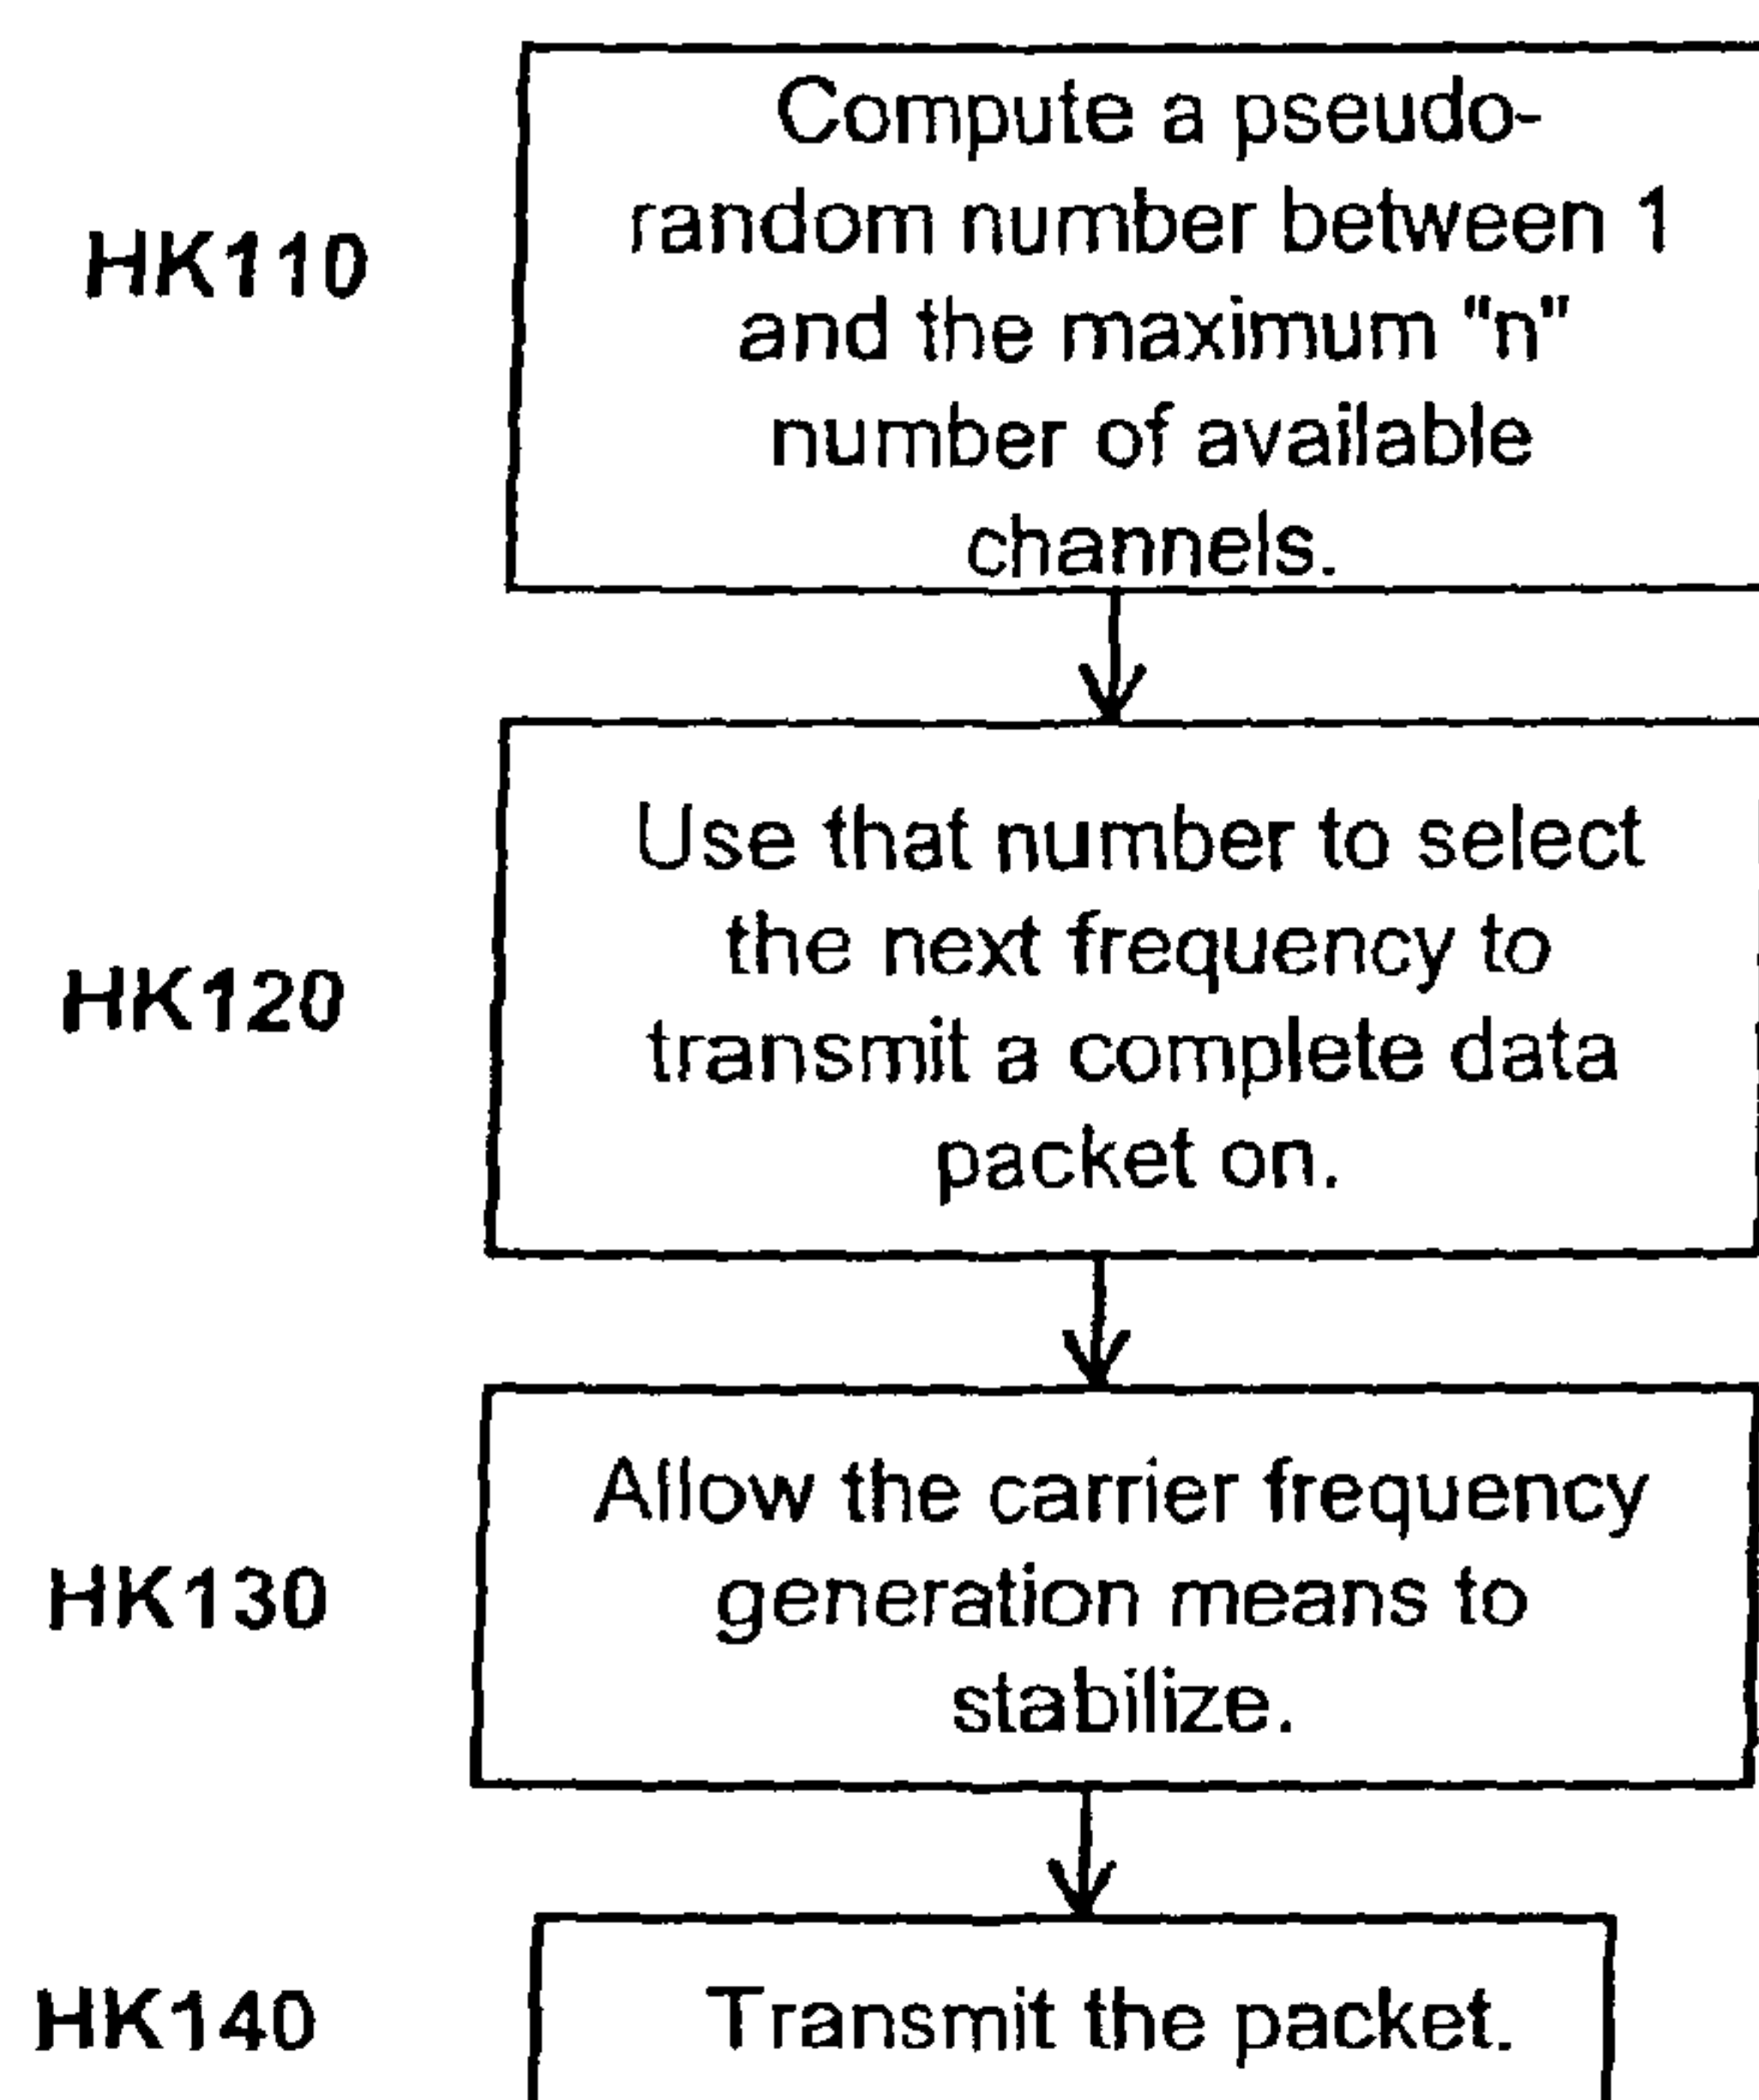 Compute a pseudo-
random number between 1
HK110
and the maximum "n"
number of available
channels.
Use that number to select
the next frequency to
HK120
transmit a complete data
packet on.
Allow the carrier frequency
HK130
generation means to
stabilize.
HK140
Transmit the packet.